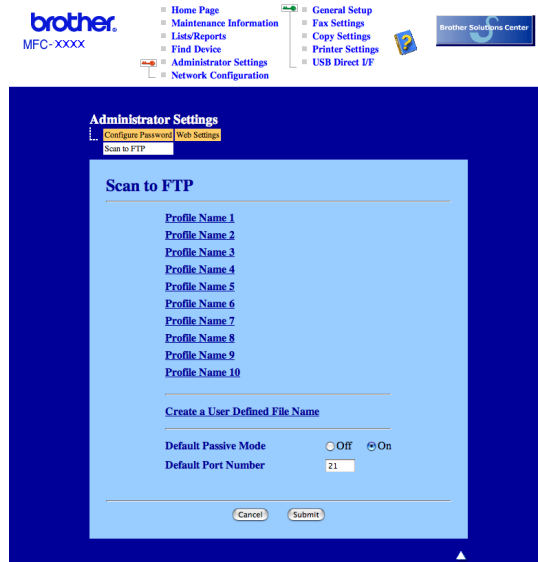 brother.
MFC-XXXX
Home Page
Maintenance Information
Lists/Reports
Find Device
Administrator Settings
Network Configuration
General Setup
Fax Settings
Copy Settings
Printer Settings
USB Direct I/F
Brother Solutions Center
Administrator Settings
Configure Password Web Settings
Scan to FTP
Scan to FTP
Profile Name 1
Profile Name 2
Profile Name 3
Profile Name 4
Profile Name 5
Profile Name 6
Profile Name 7
Profile Name 8
Profile Name 9
Profile Name 10
Create a User Defined File Name
Default Passive Mode Off On
Default Port Number 21
Cancel Submit